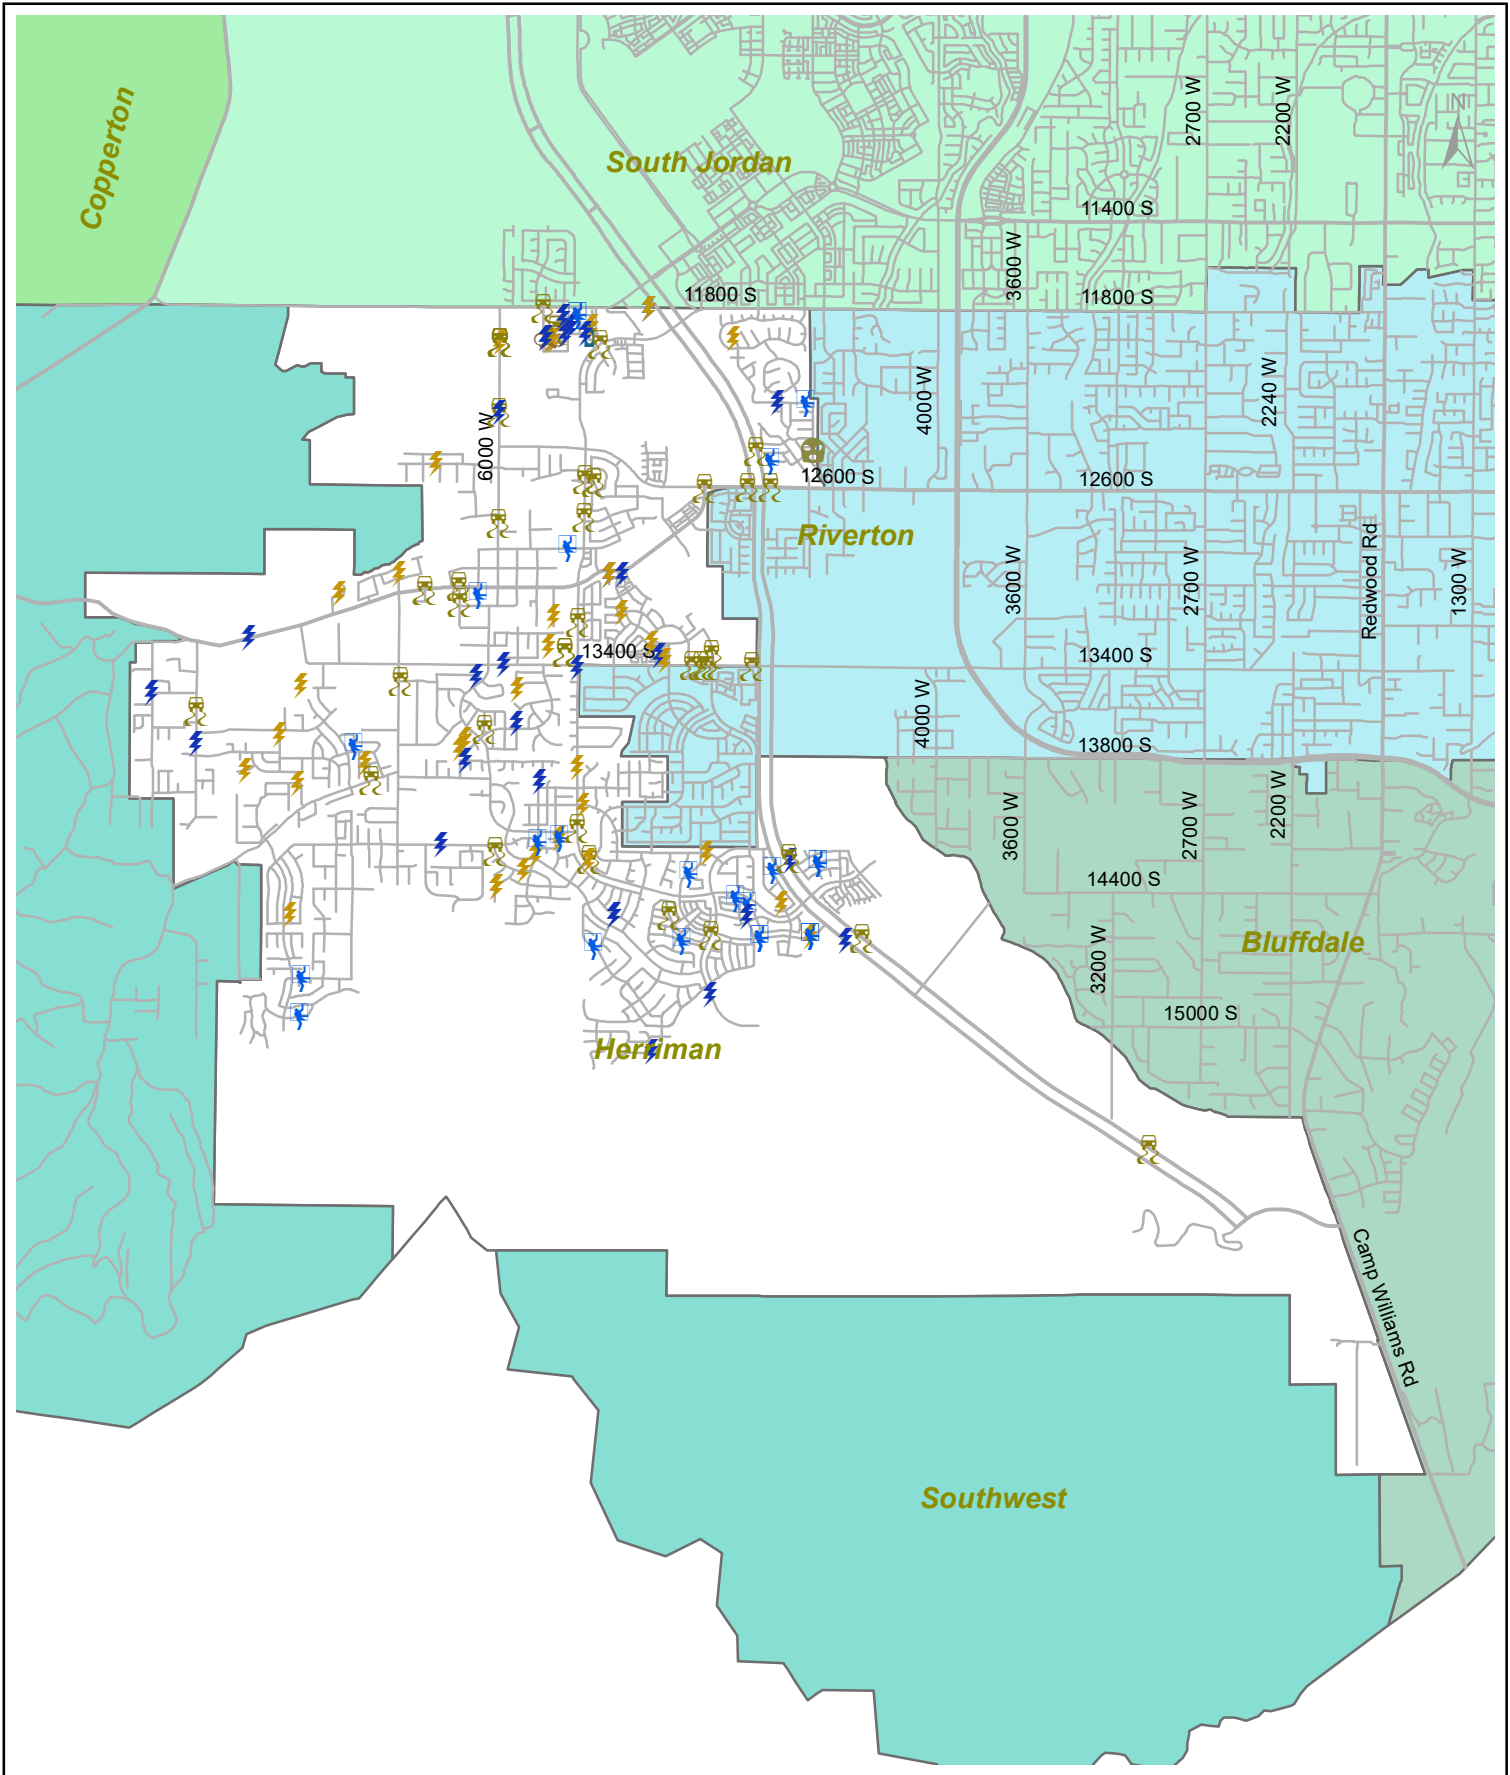 Copperton
South Jordan
2700 W
2200 W
N
11400 S
3600 W
11800 S
11800 S
4000 W
2240 W
6000 W
12600 S
12600 S
Riverton
Redwood Rd
3600 W
2700 W
1300 W
13400 S
13400 S
4000 W
13800 S
3600 W
2700 W
2200 W
14400 S
3200 W
Bluffdale
15000 S
Herriman
Camp Williams Rd
Southwest